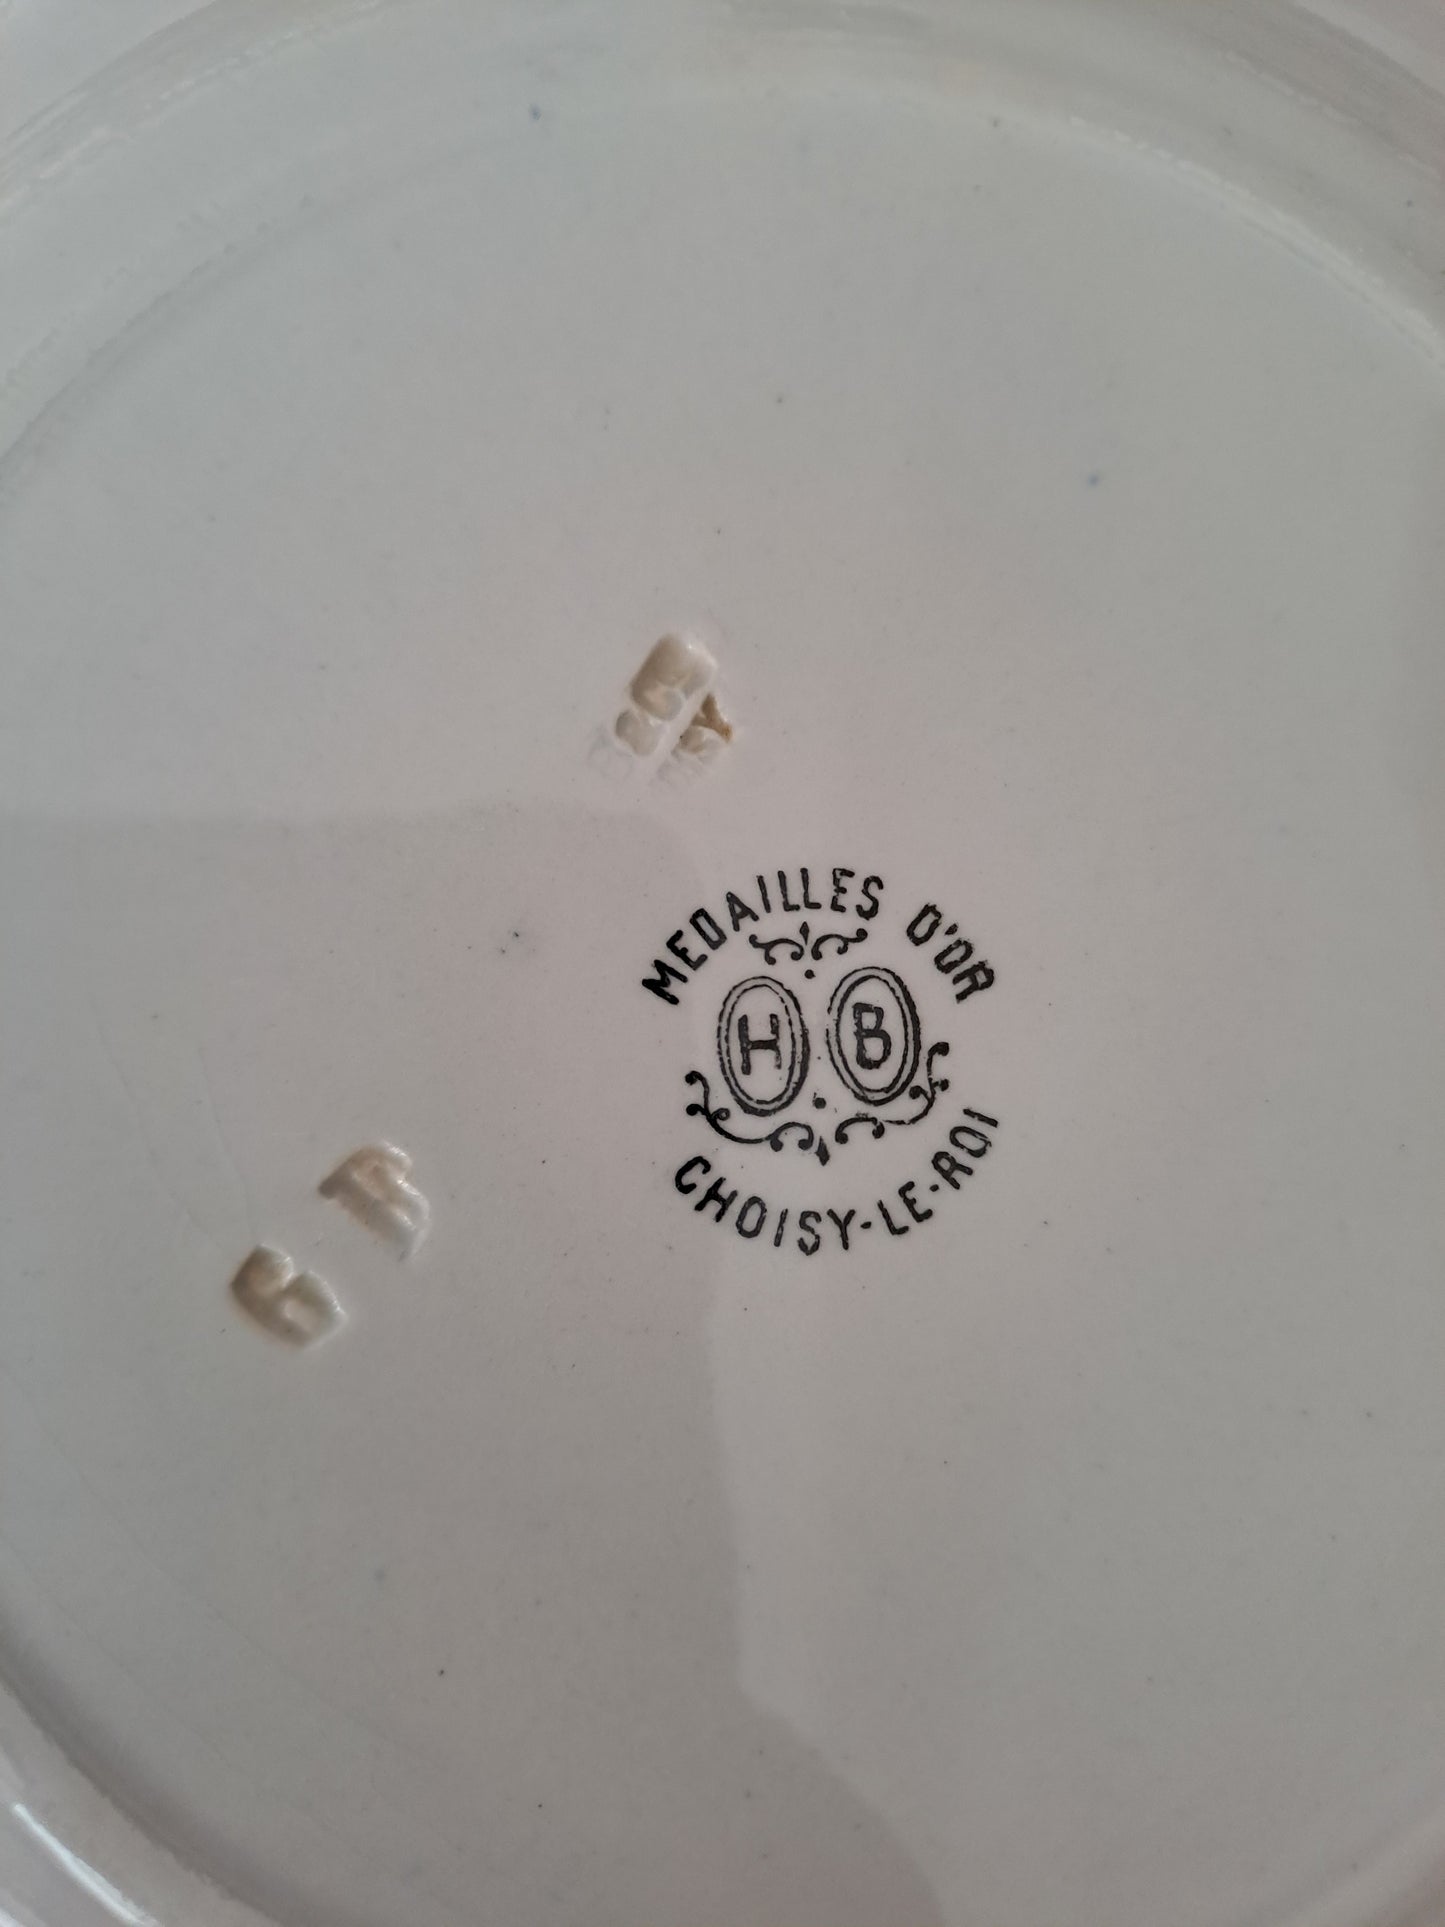 MEDAILLES D'OR
H B
CHOISY-LE-ROI